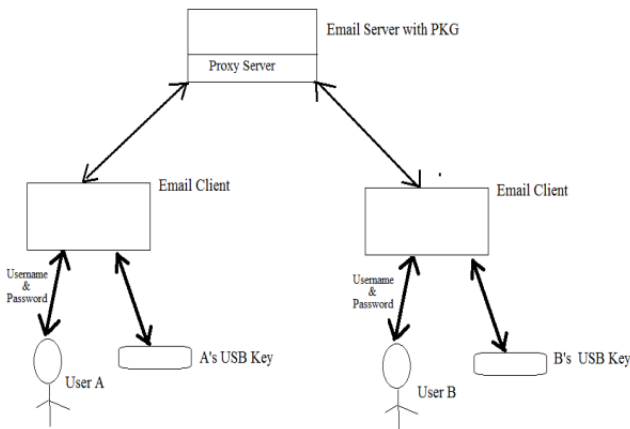 Email Server with PKG
Proxy Server
Email Client
Email Client
Username
&
Password
Username
&
Password
A's USB Key
B's USB Key
User A
User B